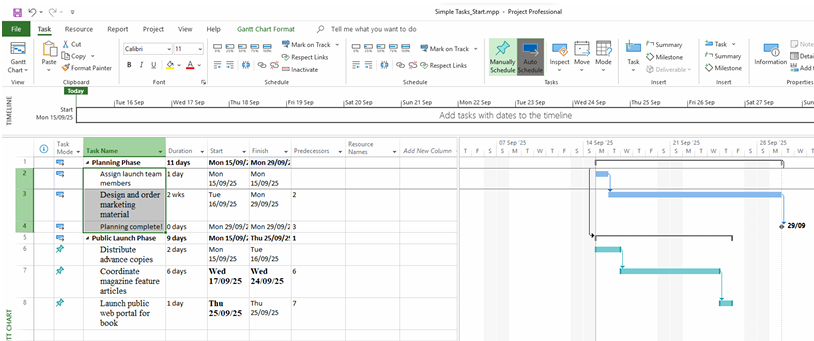 Simple Tasks_Start.mpp - Project Professional
File Task Resource Report Project View Help Gantt Chart Format Tell me what you want to do
Gantt Chart
View
Paste
Cut
Copy
Format Painter
Clipboard
Calibri 11
B I U
Font
Mark on Track
Respect Links
Inactivate
Schedule
Mark on Track
Respect Links
Schedule
Manually Schedule
Auto Schedule
Inspect
Move
Mode
Tasks
Task
Summary
Milestone
Deliverable
Insert
Task
Summary
Milestone
Insert
Information
Notes
Details
Properti
TIMELINE
Today
Start
Mon 15/09/25
Tue 16 Sep Wed 17 Sep Thu 18 Sep Fri 19 Sep Sat 20 Sep Sun 21 Sep Mon 22 Sep Tue 23 Sep Wed 24 Sep Thu 25 Sep Fri 26 Sep Sat 27 Sep Sun
Add tasks with dates to the timeline
Task Mode Task Name Duration Start Finish Predecessors Resource Names Add New Column
07 Sep '25 14 Sep '25 21 Sep '25 28 Sep '25
T F S S M T W T F S S M T W T F S S M T W T F
1 Planning Phase 11 days Mon 15/09/2 Mon 29/09/2
2 Assign launch team members 1 day Mon 15/09/25 Mon 15/09/25
3 Design and order marketing material 2 wks Tue 16/09/25 Mon 29/09/25 2
4 Planning complete! 0 days Mon 29/09/2 Mon 29/09/2 3
29/09
5 Public Launch Phase 9 days Mon 15/09/2 Thu 25/09/2 1
6 Distribute advance copies 2 days Mon 15/09/25 Tue 16/09/25
7 Coordinate magazine feature articles 6 days Wed 17/09/25 Wed 24/09/25 6
8 Launch public web portal for book 1 day Thu 25/09/25 Thu 25/09/25 7
TT CHART